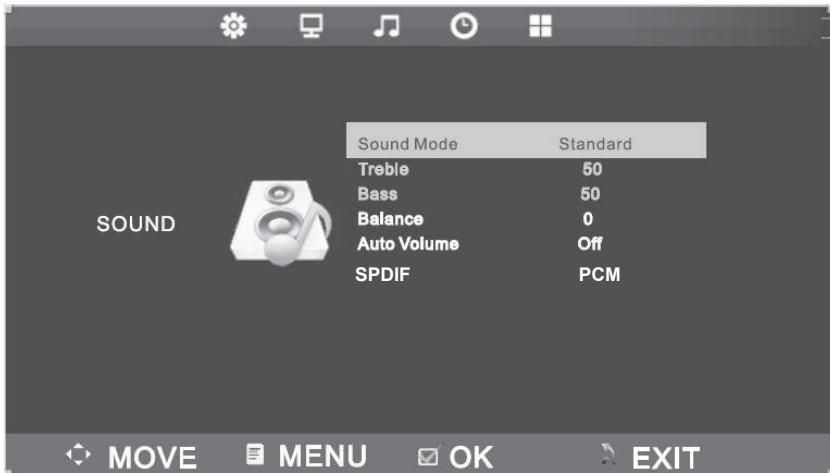 Sound Mode Standard
Treble 50
Bass 50
SOUND
Balance 0
Auto Volume Off
SPDIF PCM
MOVE MENU OK EXIT